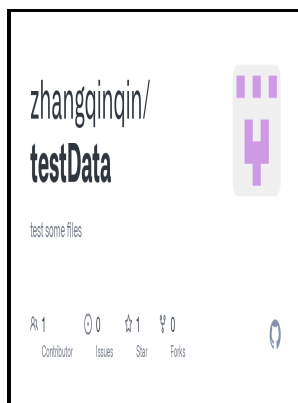 zhangqinqin/
testData
test some files
1 0 1 0
Contributor Issues Star Forks